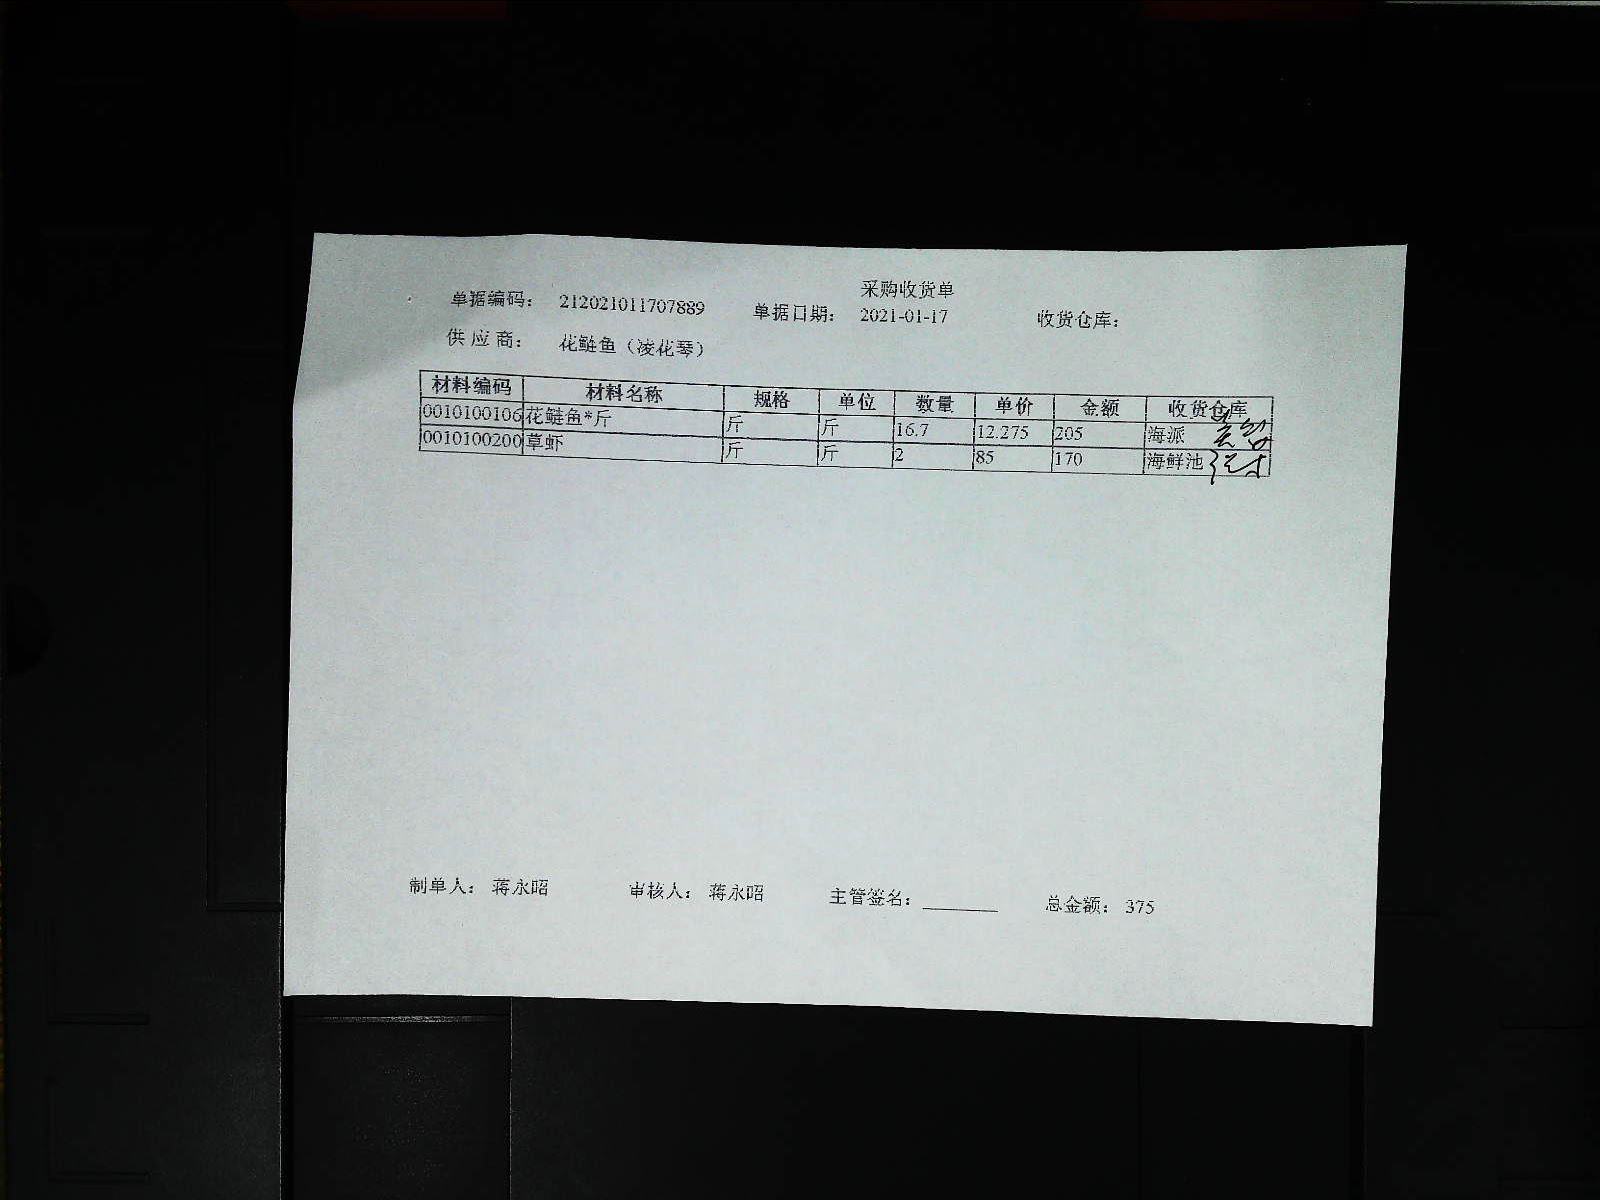 采购收货单
单据编码： 212021011707889 单据日期： 2021-01-17 收货仓库：
供 应 商： 花鲢鱼（凌花琴）
材料编码 材料名称 规格 单位 数量 单价 金额 收货仓库
0010100106 花鲢鱼*斤 斤 斤 16.7 12.275 205 海派
0010100200 草虾 斤 斤 2 85 170 海鲜池
制单人： 蒋永昭 审核人： 蒋永昭 主管签名： 总金额： 375